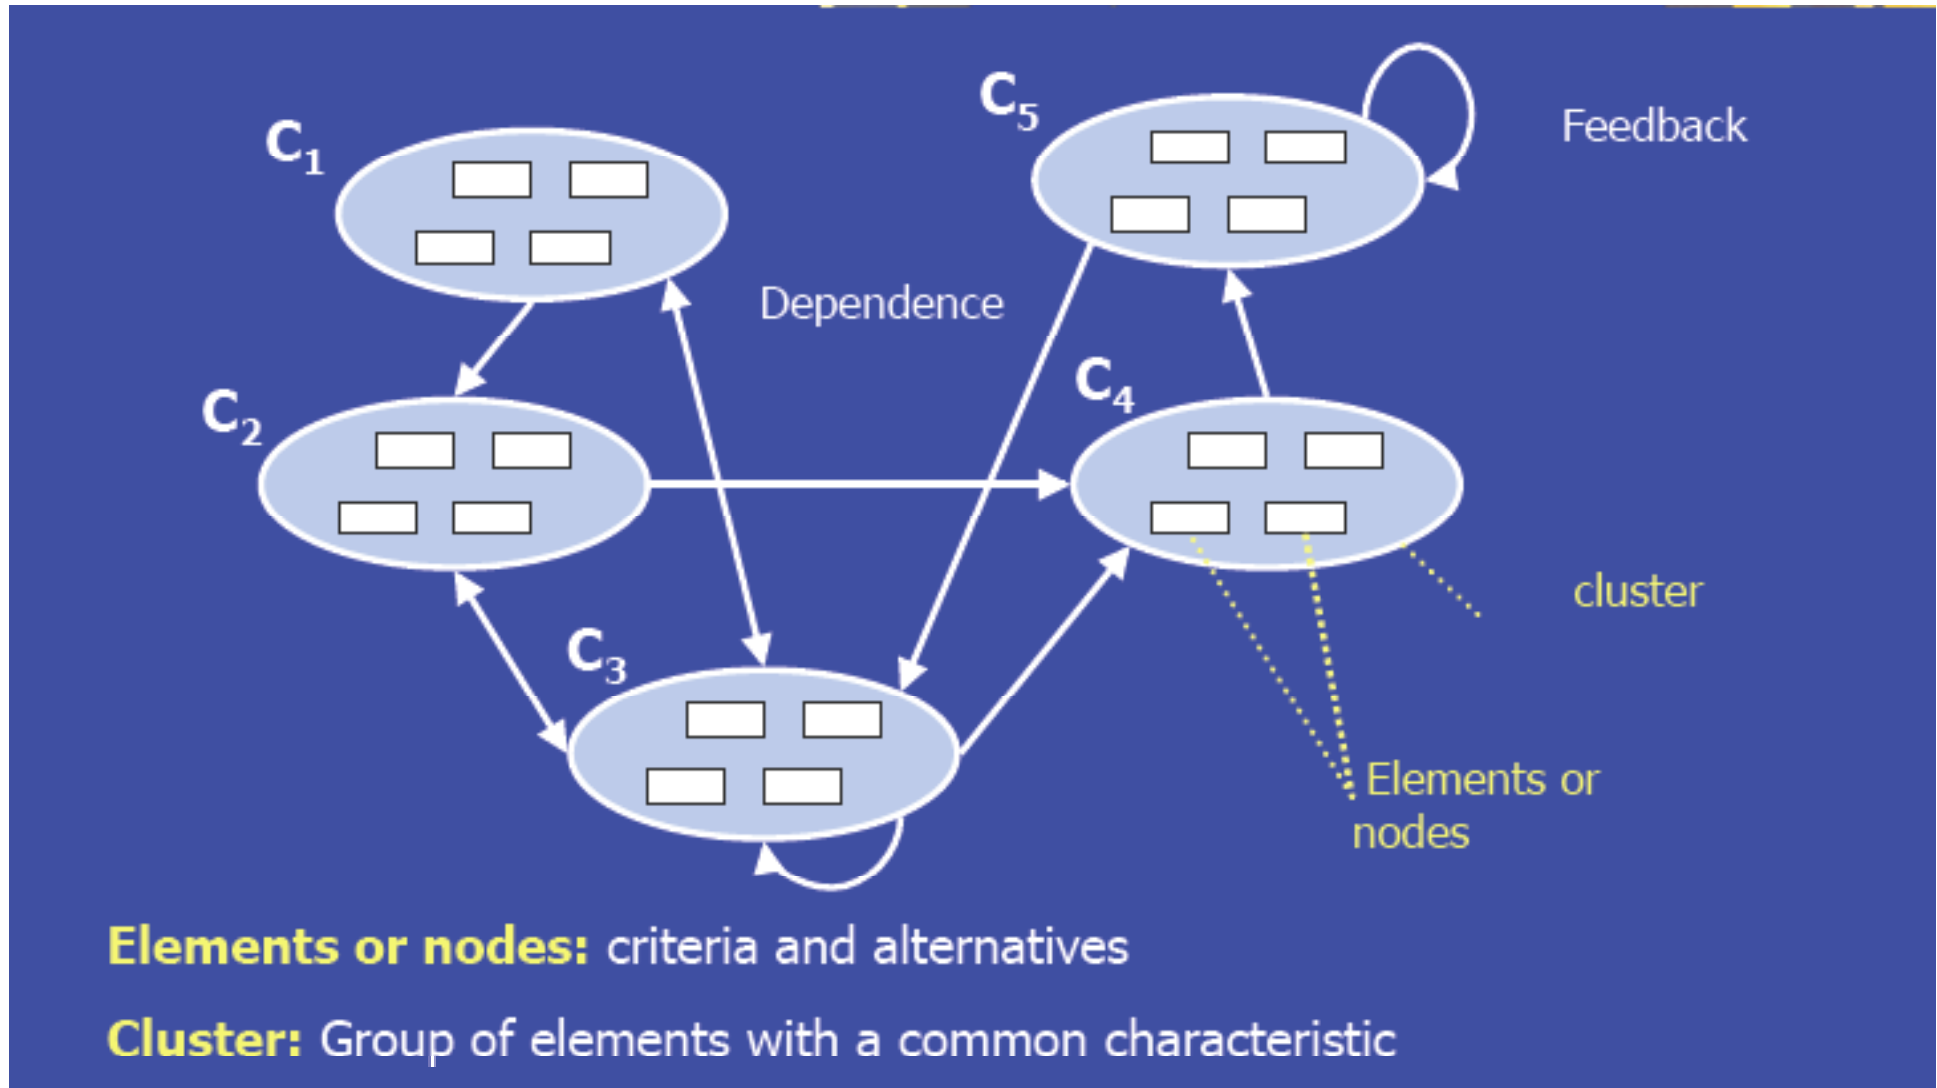 C1
C5
Feedback
Dependence
C2
C4
cluster
C3
Elements or
nodes
Elements or nodes: criteria and alternatives
Cluster: Group of elements with a common characteristic